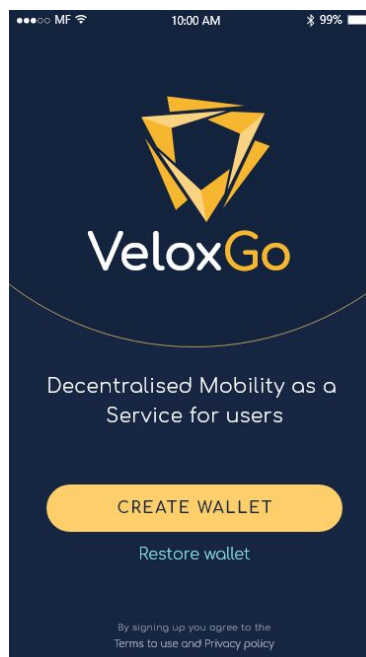 MF 10:00 AM 99%
VeloxGo
Decentralised Mobility as a
Service for users
CREATE WALLET
Restore wallet
By signing up you agree to the
Terms to use and Privacy policy